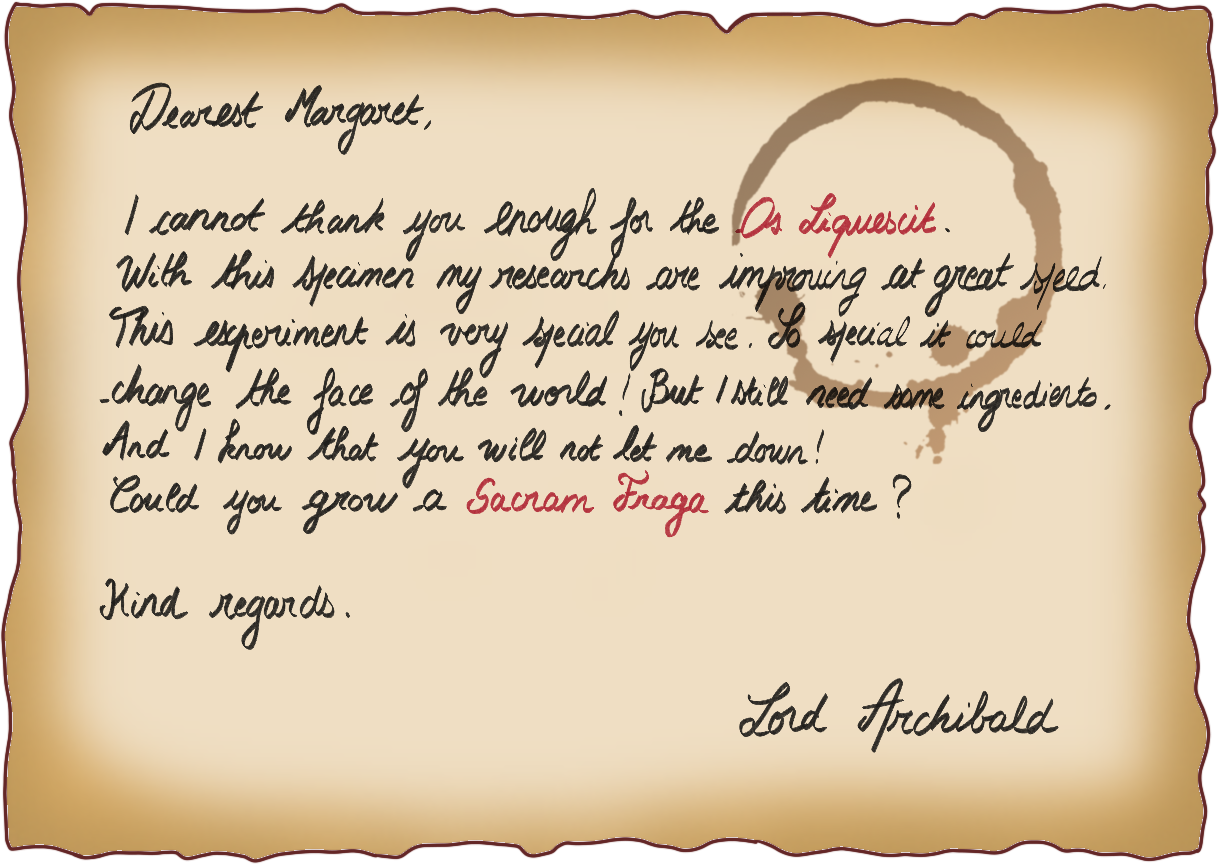 Dearest Margaret,
I cannot thank you enough for the Os Liquescit.
With this specimen my researchs are improving at great speed.
This experiment is very special you see. So special it could
change the face of the world! But I still need some ingredients.
And I know that you will not let me down!
Could you grow a Sacram Fraga this time ?
Kind regards.
Lord Archibald